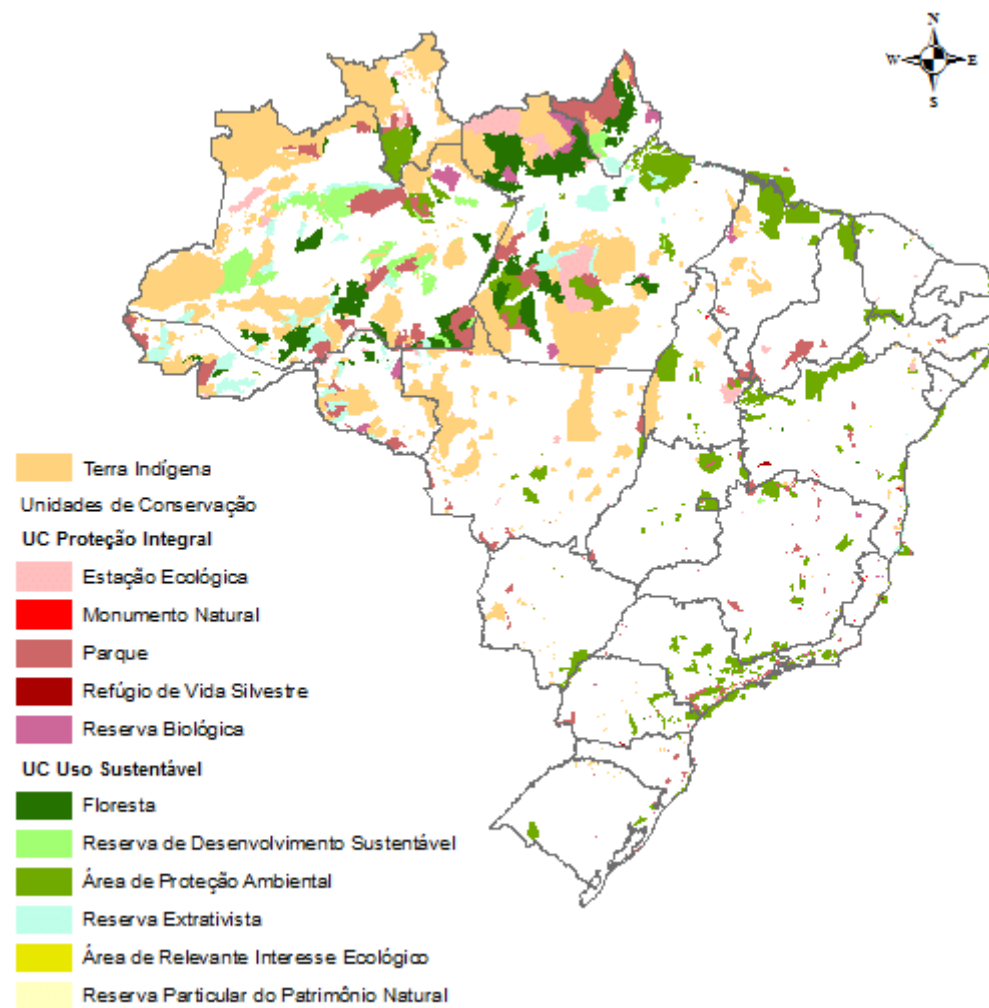 N
W E
S
Terra Indígena
Unidades de Conservação
UC Proteção Integral
Estação Ecológica
Monumento Natural
Parque
Refúgio de Vida Silvestre
Reserva Biológica
UC Uso Sustentável
Floresta
Reserva de Desenvolvimento Sustentável
Área de Proteção Ambiental
Reserva Extrativista
Área de Relevante Interesse Ecológico
Reserva Particular do Patrimônio Natural